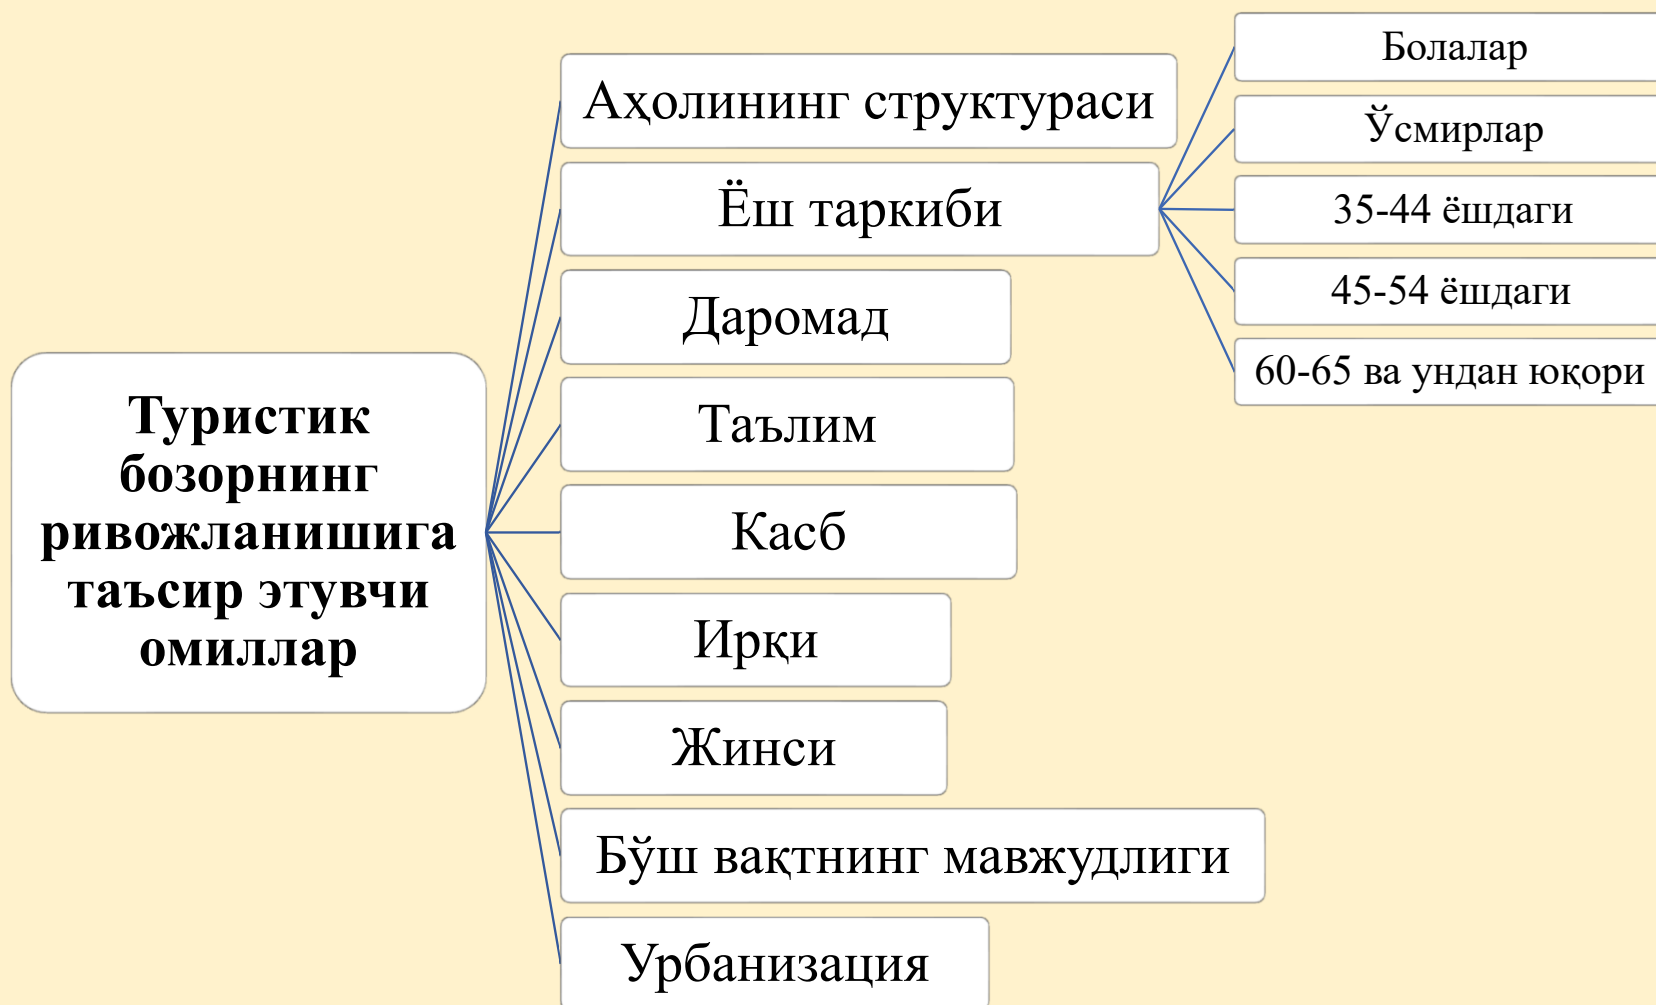 Туристик
бозорнинг
ривожланишига
таъсир этувчи
омиллар
Аҳолининг структураси
Ёш таркиби
Болалар
Ўсмирлар
35-44 ёшдаги
45-54 ёшдаги
60-65 ва ундан юқори
Даромад
Таълим
Касб
Ирқи
Жинси
Бўш вақтнинг мавжудлиги
Урбанизация